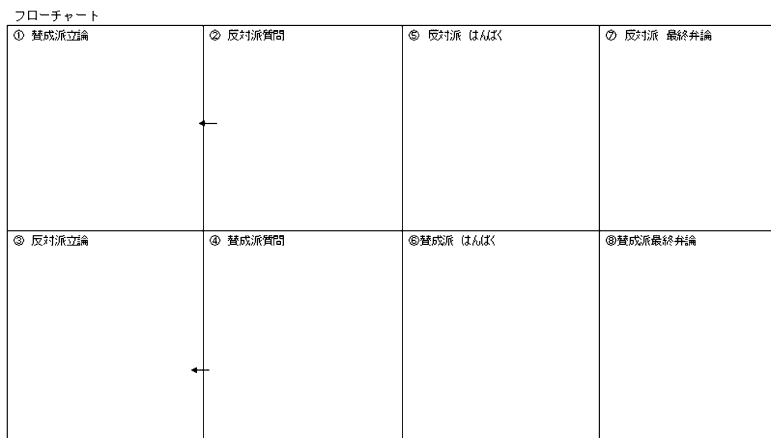 フローチャート
① 賛成派立論
② 反対派質問
⑤ 反対派 はんばく
⑦ 反対派 最終弁論
③ 反対派立論
④ 賛成派質問
⑥賛成派 はんばく
⑧賛成派最終弁論